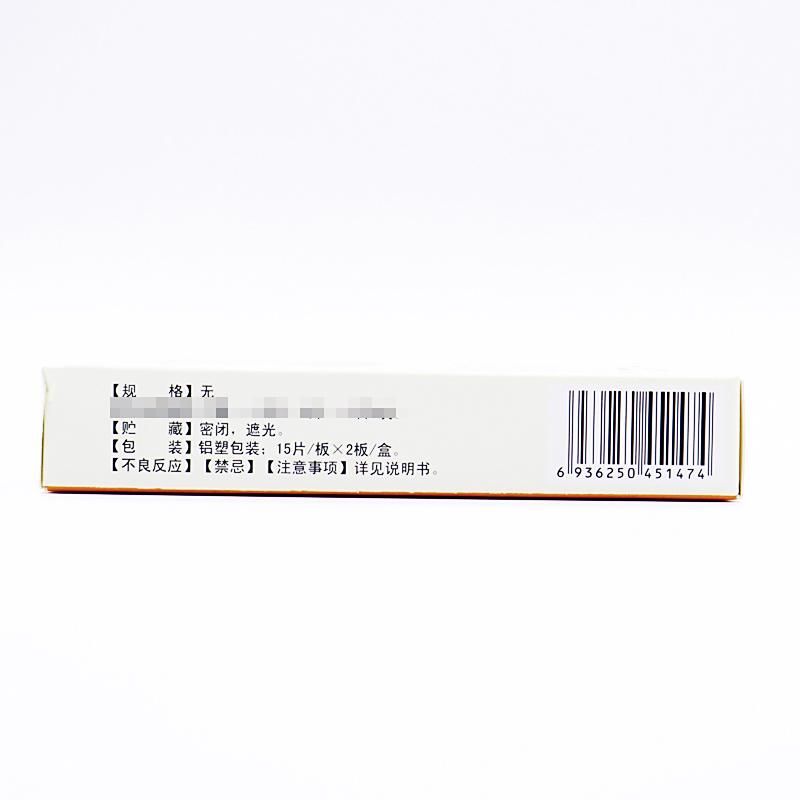 【规　　格】无
【贮　　藏】密闭，遮光。
【包　　装】铝塑包装：15片/板×2板/盒。
【不良反应】【禁忌】【注意事项】详见说明书。
6 936250 451474